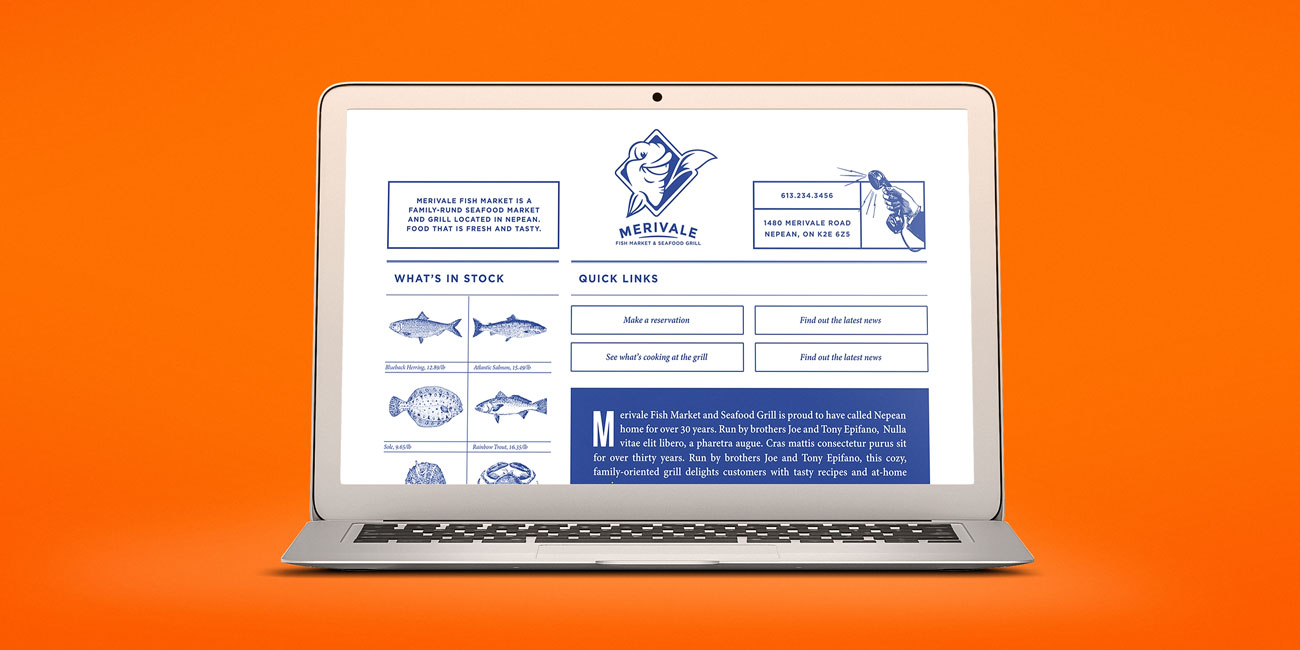 MERIVALE FISH MARKET IS A
FAMILY-RUND SEAFOOD MARKET
AND GRILL LOCATED IN NEPEAN.
FOOD THAT IS FRESH AND TASTY.
MERIVALE
FISH MARKET & SEAFOOD GRILL
613.234.3456
1480 MERIVALE ROAD
NEPEAN, ON K2E 6Z5
WHAT'S IN STOCK
Blueback Herring, 12.89/lb
Atlantic Salmon, 15.49/lb
Sole, 9.65/lb
Rainbow Trout, 16.35/lb
QUICK LINKS
Make a reservation
Find out the latest news
See what's cooking at the grill
Find out the latest news
Merivale Fish Market and Seafood Grill is proud to have called Nepean
home for over 30 years. Run by brothers Joe and Tony Epifano, Nulla
vitae elit libero, a pharetra augue. Cras mattis consectetur purus sit
for over thirty years. Run by brothers Joe and Tony Epifano, this cozy,
family-oriented grill delights customers with tasty recipes and at-home